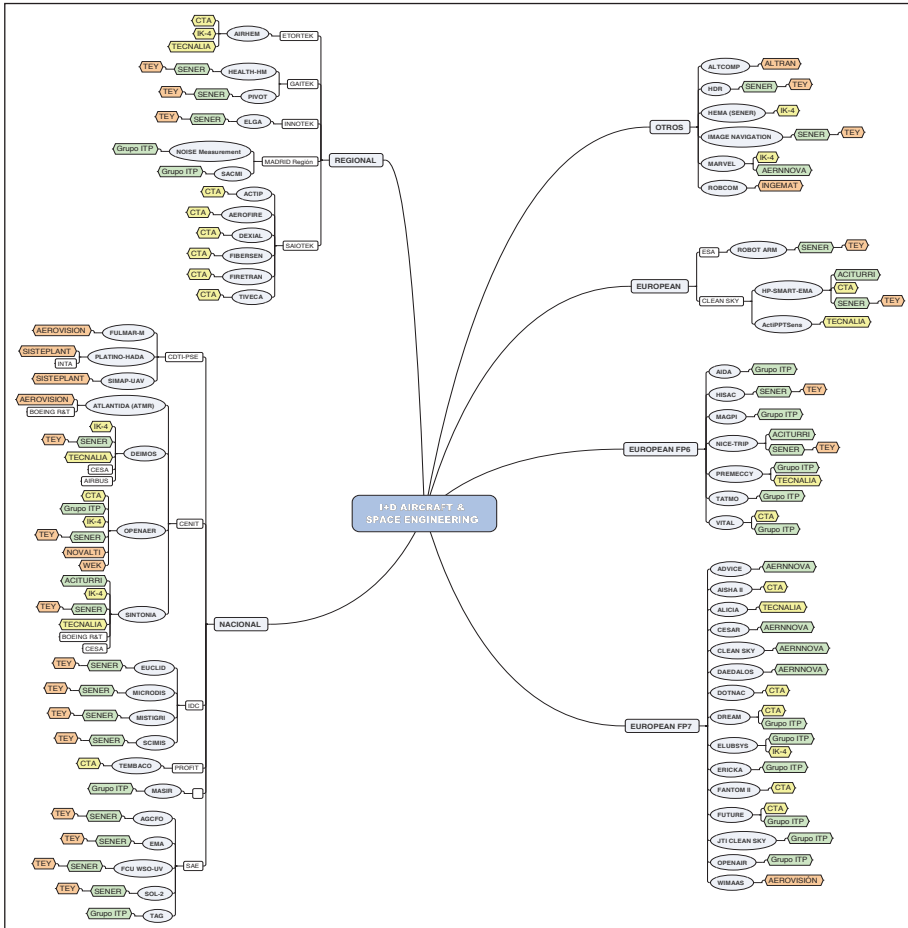 I+D AIRCRAFT &
SPACE ENGINEERING
REGIONAL
ETORTEK
AIRHEM
CTA
IK-4
TECNALIA
GAITEK
HEALTH-HM
SENER
TEY
PIVOT
SENER
TEY
INNOTEK
ELGA
SENER
TEY
MADRID Región
NOISE Measurement
Grupo ITP
SACMI
Grupo ITP
SAIOTEK
ACTIP
CTA
AEROFIRE
CTA
DEXIAL
CTA
FIBERSEN
CTA
FIRETRAN
CTA
TIVECA
CTA
NACIONAL
CDTI-PSE
FULMAR-M
AEROVISION
PLATINO-HADA
SISTEPLANT
INTA
SIMAP-UAV
SISTEPLANT
CENIT
ATLANTIDA (ATMR)
AEROVISION
BOEING R&T
DEIMOS
IK-4
SENER
TEY
TECNALIA
CESA
AIRBUS
OPENAER
CTA
Grupo ITP
IK-4
SENER
TEY
NOVALTI
WEK
SINTONIA
ACITURRI
IK-4
SENER
TEY
TECNALIA
BOEING R&T
CESA
IDC
EUCLID
SENER
TEY
MICRODIS
SENER
TEY
MISTIGRI
SENER
TEY
SCIMIS
SENER
TEY
PROFIT
TEMBACO
CTA
MASIR
Grupo ITP
SAE
AGCFO
SENER
TEY
EMA
SENER
TEY
FCU WSO-UV
SENER
TEY
SOL-2
SENER
TEY
TAG
Grupo ITP
OTROS
ALTCOMP
ALTRAN
HDR
SENER
TEY
HEMA (SENER)
IK-4
IMAGE NAVIGATION
SENER
TEY
MARVEL
IK-4
AERNNOVA
ROBCOM
INGEMAT
EUROPEAN
ESA
ROBOT ARM
SENER
TEY
CLEAN SKY
HP-SMART-EMA
ACITURRI
CTA
SENER
TEY
ActiPPTSens
TECNALIA
EUROPEAN FP6
AIDA
Grupo ITP
HISAC
SENER
TEY
MAGPI
Grupo ITP
NICE-TRIP
ACITURRI
SENER
TEY
PREMECCY
Grupo ITP
TECNALIA
TATMO
Grupo ITP
VITAL
CTA
Grupo ITP
EUROPEAN FP7
ADVICE
AERNNOVA
AISHA II
CTA
ALICIA
TECNALIA
CESAR
AERNNOVA
CLEAN SKY
AERNNOVA
DAEDALOS
AERNNOVA
DOTNAC
CTA
DREAM
CTA
Grupo ITP
ELUBSYS
Grupo ITP
IK-4
ERICKA
Grupo ITP
FANTOM II
CTA
FUTURE
CTA
Grupo ITP
JTI CLEAN SKY
Grupo ITP
OPENAIR
Grupo ITP
WIMAAS
AEROVISIÓN